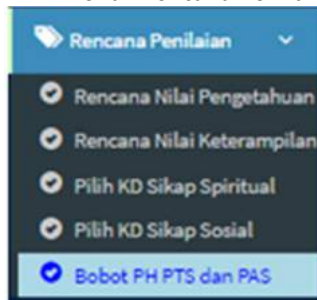 Rencana Penilaian
Rencana Nilai Pengetahuan
Rencana Nilai Keterampilan
Pilih KD Sikap Spiritual
Pilih KD Sikap Sosial
Bobot PH PTS dan PAS